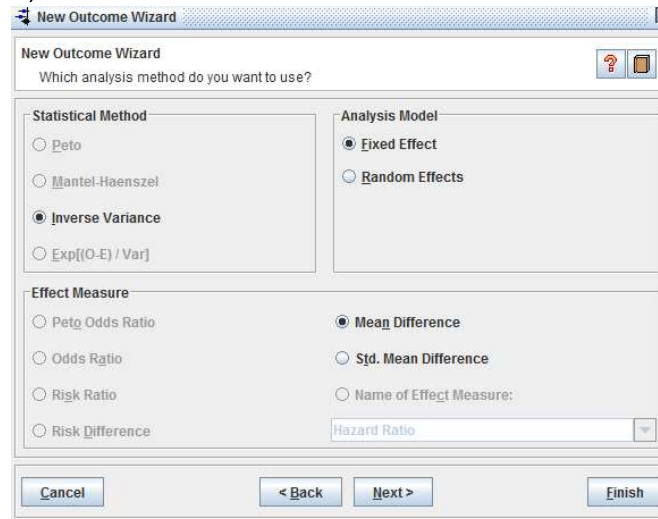 New Outcome Wizard
New Outcome Wizard
Which analysis method do you want to use?
Statistical Method
Peto
Mantel-Haenszel
Inverse Variance
Exp[(O-E) / Var]
Analysis Model
Fixed Effect
Random Effects
Effect Measure
Peto Odds Ratio
Odds Ratio
Risk Ratio
Risk Difference
Mean Difference
Std. Mean Difference
Name of Effect Measure:
Hazard Ratio
Cancel
< Back
Next >
Finish